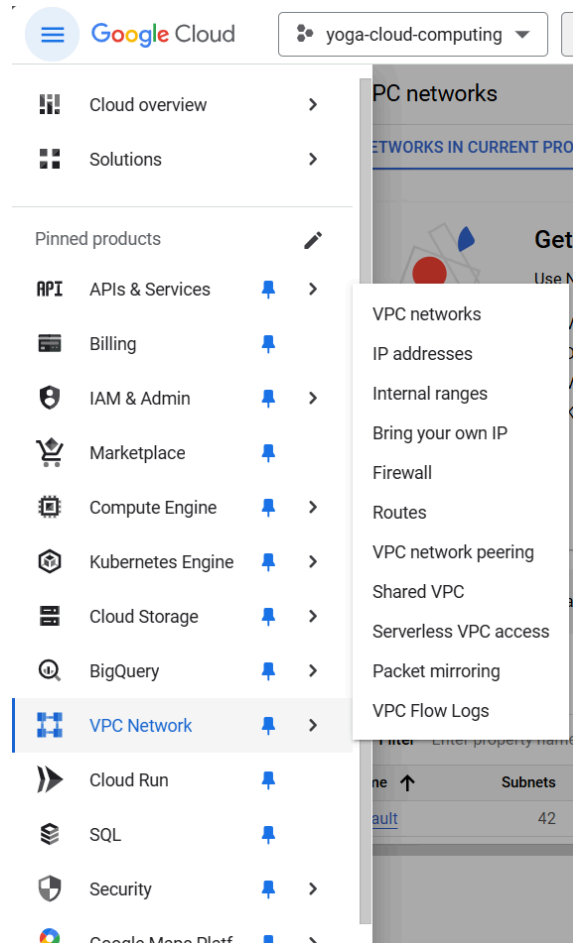 Google Cloud
yoga-cloud-computing
Cloud overview
Solutions
Pinned products
API APIs & Services
Billing
IAM & Admin
Marketplace
Compute Engine
Kubernetes Engine
Cloud Storage
BigQuery
VPC Network
Cloud Run
SQL
Security
VPC networks
IP addresses
Internal ranges
Bring your own IP
Firewall
Routes
VPC network peering
Shared VPC
Serverless VPC access
Packet mirroring
VPC Flow Logs
PC networks
ETWORKS IN CURRENT PRO
Get
Use N
Enter property name
me Subnets
ault 42